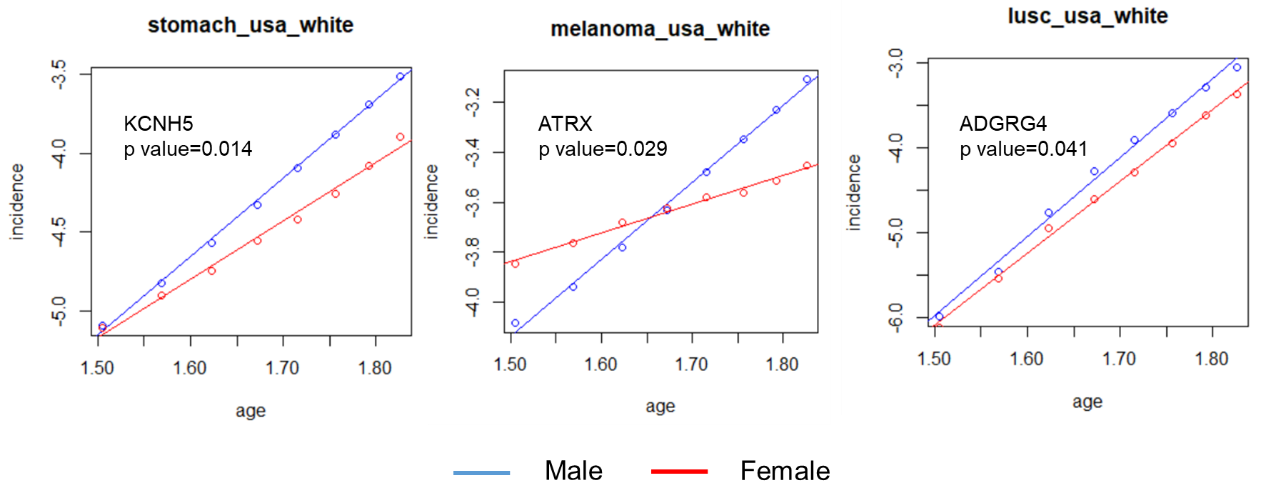 stomach_usa_white
-3.5
-4.0
-4.5
-5.0
incidence
KCNH5
p value=0.014
1.50 1.60 1.70 1.80
age
melanoma_usa_white
-3.2
-3.4
-3.6
-3.8
-4.0
incidence
ATRX
p value=0.029
1.50 1.60 1.70 1.80
age
lusc_usa_white
-3.0
-4.0
-5.0
-6.0
incidence
ADGRG4
p value=0.041
1.50 1.60 1.70 1.80
age
Male Female